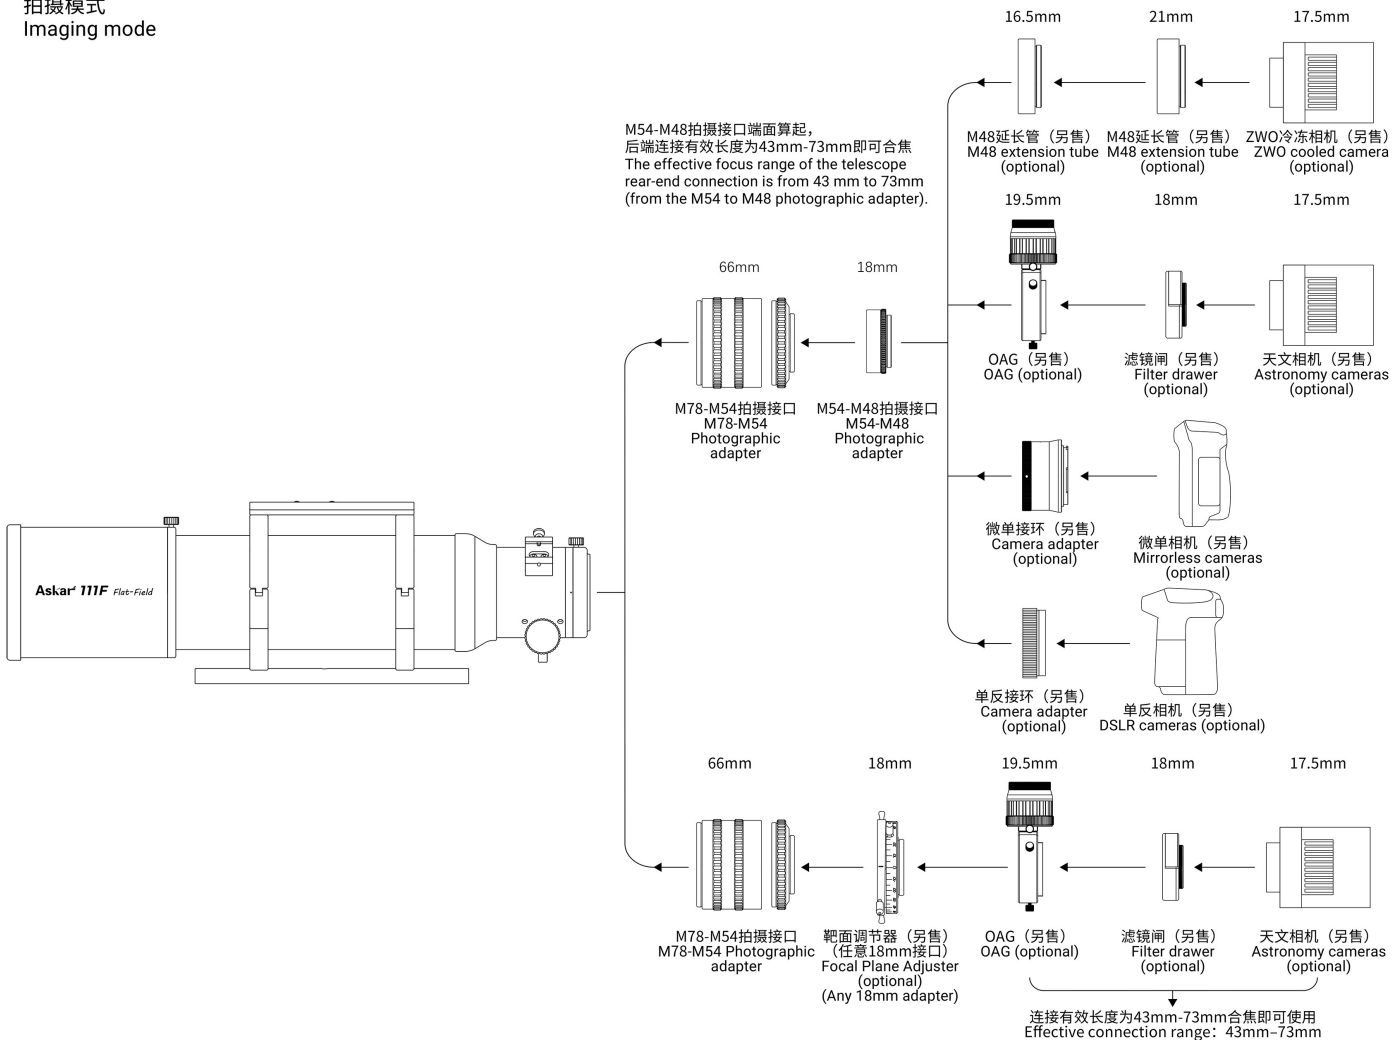 拍摄模式
Imaging mode
16.5mm
21mm
17.5mm
M48延长管（另售）
M48 extension tube
(optional)
M48延长管（另售）
M48 extension tube
(optional)
ZWO冷冻相机（另售）
ZWO cooled camera
(optional)
M54-M48拍摄接口端面算起，
后端连接有效长度为43mm-73mm即可合焦
The effective focus range of the telescope
rear-end connection is from 43 mm to 73mm
(from the M54 to M48 photographic adapter).
19.5mm
18mm
17.5mm
OAG（另售）
OAG (optional)
滤镜闸（另售）
Filter drawer
(optional)
天文相机（另售）
Astronomy cameras
(optional)
66mm
18mm
M78-M54拍摄接口
M78-M54
Photographic
adapter
M54-M48拍摄接口
M54-M48
Photographic
adapter
微单接环（另售）
Camera adapter
(optional)
微单相机（另售）
Mirrorless cameras
(optional)
Askar 111F Flat-Field
单反接环（另售）
Camera adapter
(optional)
单反相机（另售）
DSLR cameras (optional)
66mm
18mm
19.5mm
18mm
17.5mm
M78-M54拍摄接口
M78-M54 Photographic
adapter
靶面调节器（另售）
（任意18mm接口）
Focal Plane Adjuster
(optional)
(Any 18mm adapter)
OAG（另售）
OAG (optional)
滤镜闸（另售）
Filter drawer
(optional)
天文相机（另售）
Astronomy cameras
(optional)
连接有效长度为43mm-73mm合焦即可使用
Effective connection range：43mm–73mm